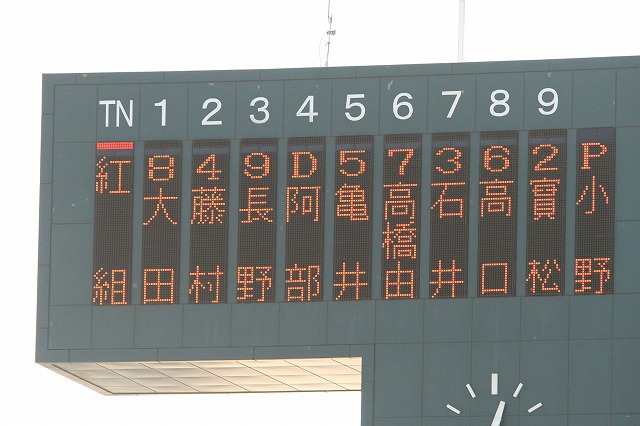 TN 1 2 3 4 5 6 7 8 9
紅組
8大田
4藤村
9長野
D阿部
5亀井
7高橋由
3石井
6高口
2實松
P小野